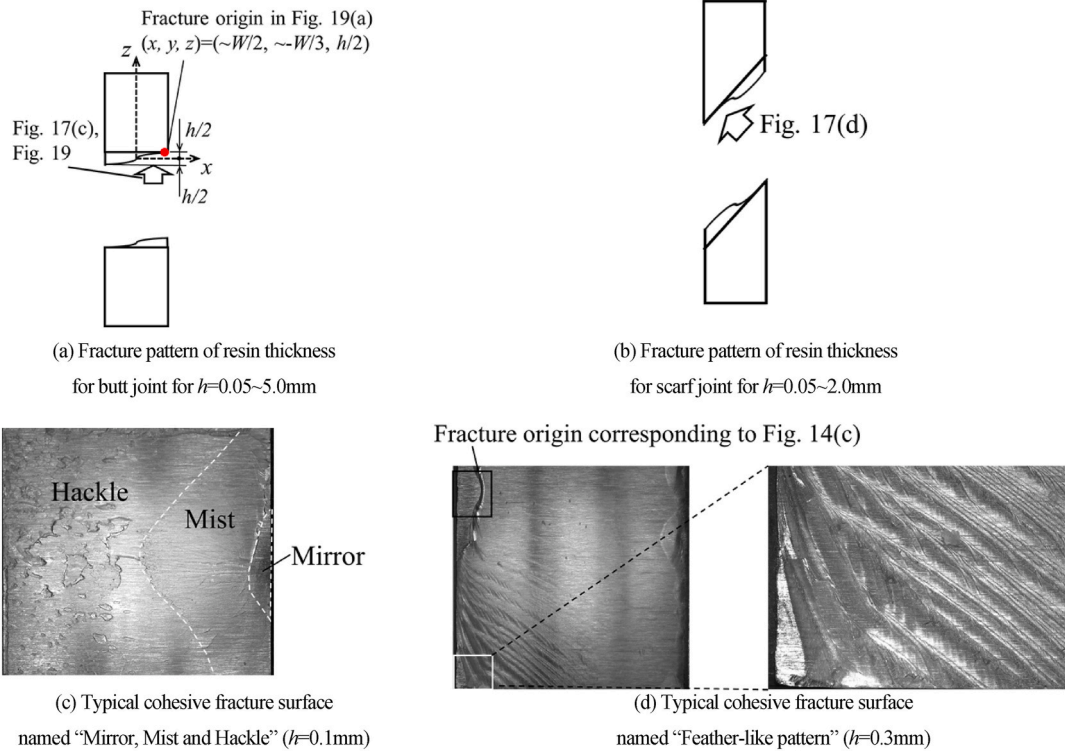 Fracture origin in Fig. 19(a)
(x, y, z)=(~W/2, ~-W/3, h/2)
z
Fig. 17(c),
Fig. 19
h/2
x
h/2
Fig. 17(d)
(a) Fracture pattern of resin thickness
for butt joint for h=0.05~5.0mm
(b) Fracture pattern of resin thickness
for scarf joint for h=0.05~2.0mm
Hackle
Mist
Mirror
(c) Typical cohesive fracture surface
named “Mirror, Mist and Hackle” (h=0.1mm)
Fracture origin corresponding to Fig. 14(c)
(d) Typical cohesive fracture surface
named “Feather-like pattern” (h=0.3mm)